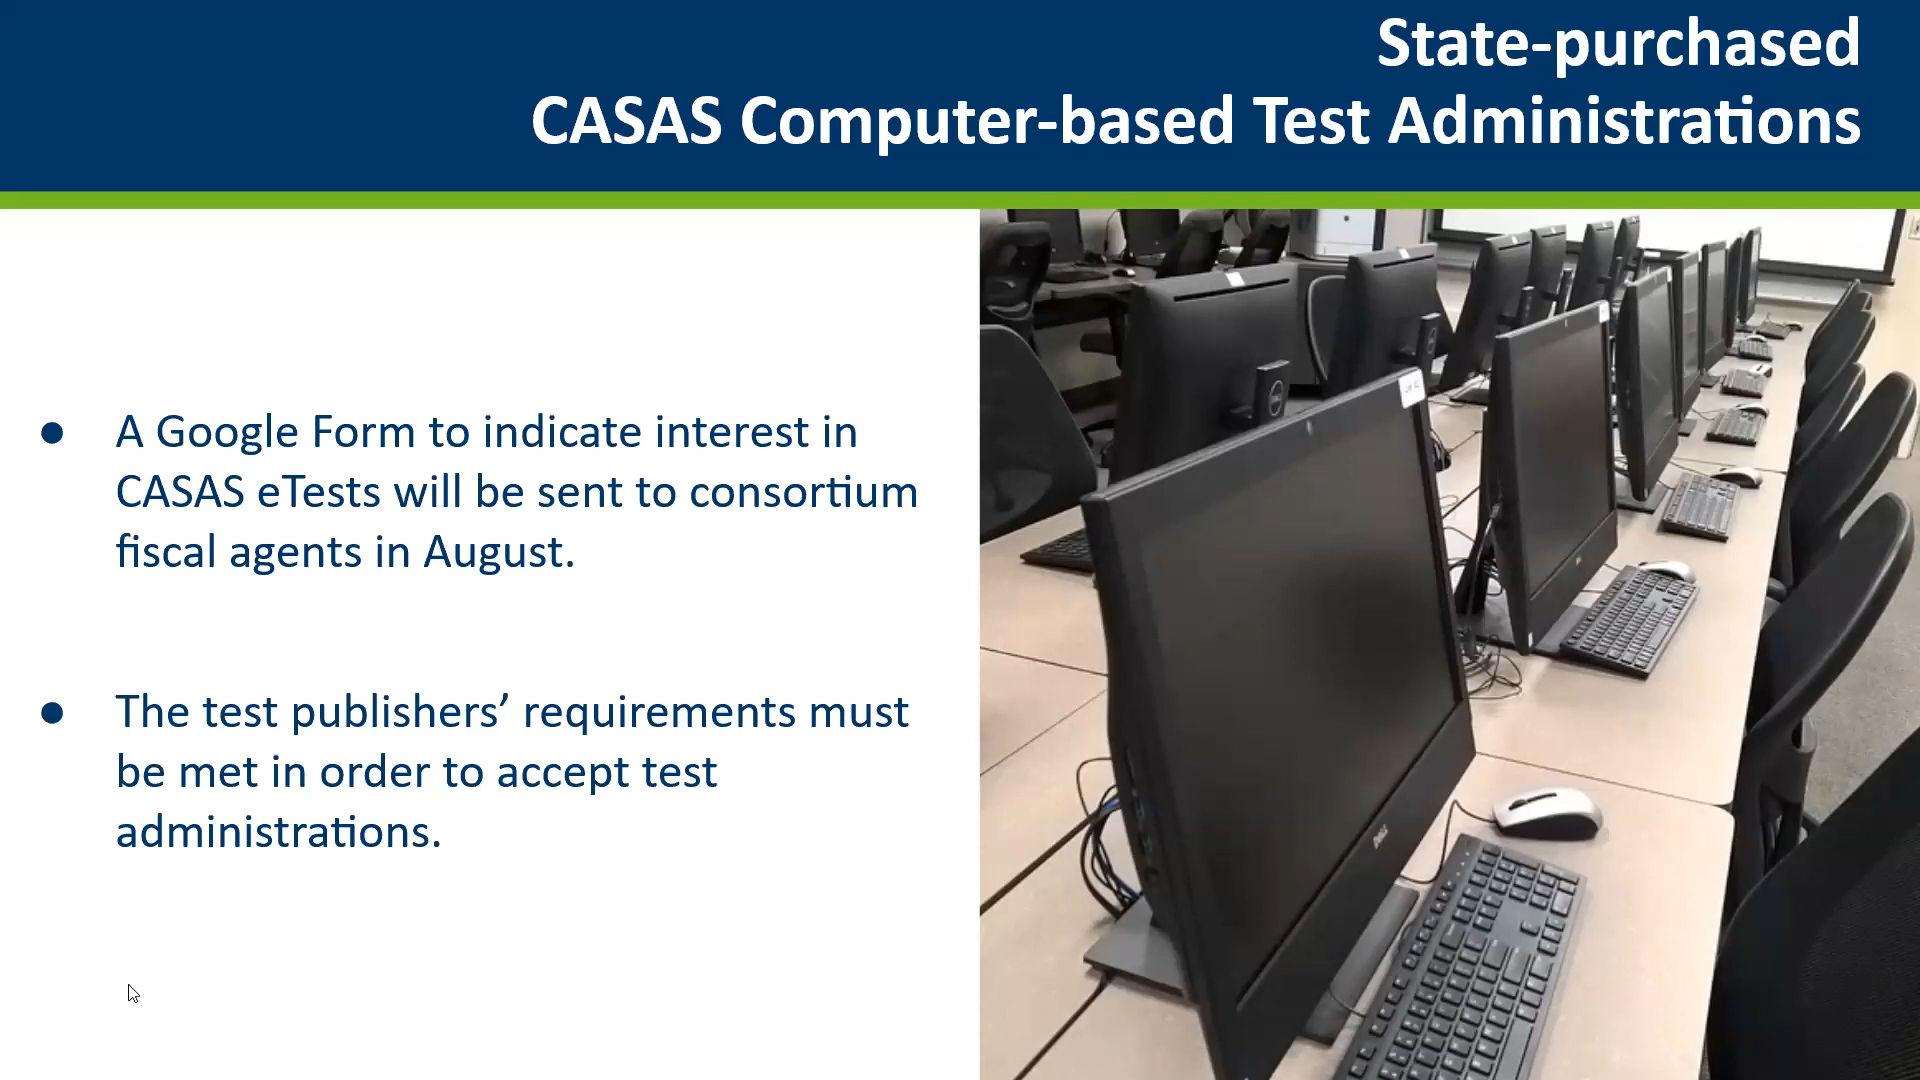 State-purchased
CASAS Computer-based Test Administrations
● A Google Form to indicate interest in
CASAS eTests will be sent to consortium
fiscal agents in August.
● The test publishers’ requirements must
be met in order to accept test
administrations.
DELL